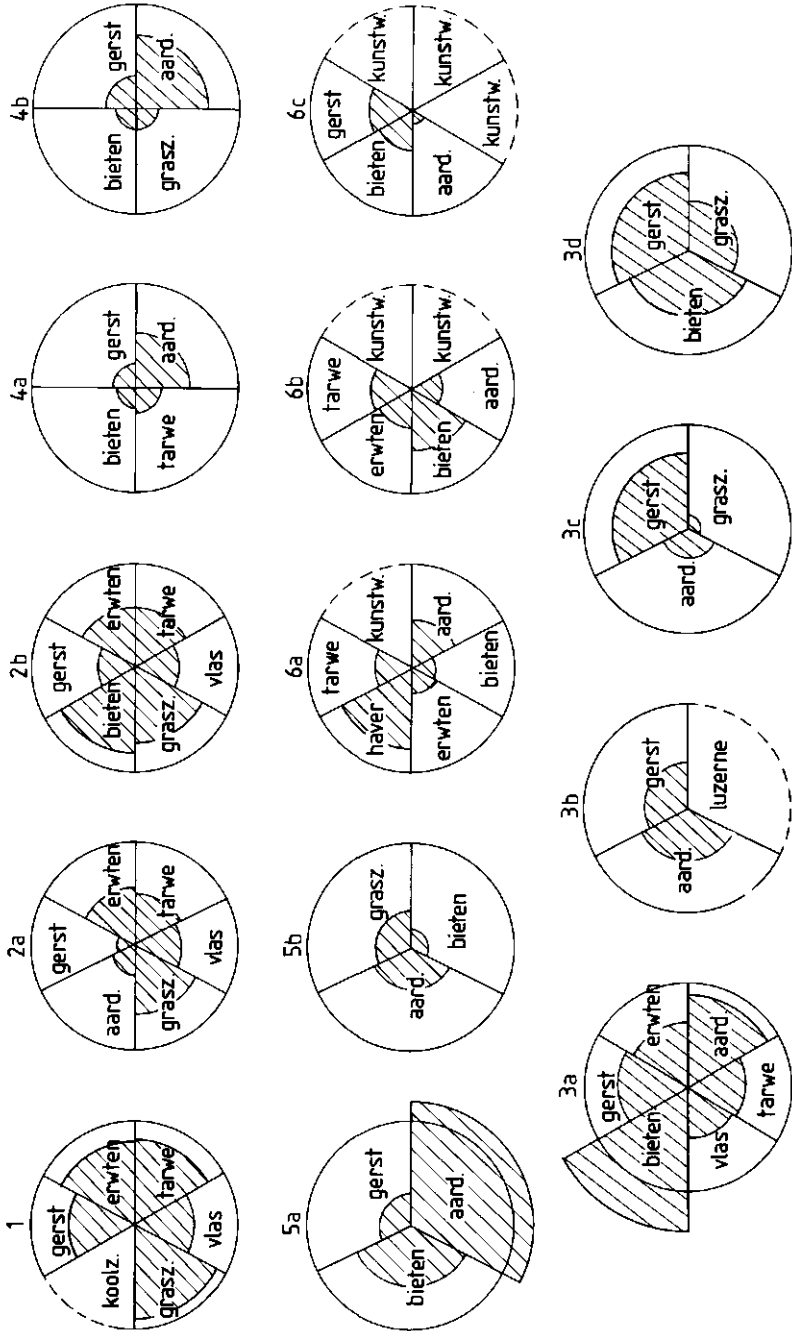 1
gerst
erwten
koolz.
tarwe
grasz.
vlas
2a
gerst
erwten
aard.
tarwe
grasz.
vlas
2b
gerst
erwten
bieten
tarwe
grasz.
vlas
4a
gerst
bieten
aard.
tarwe
4b
gerst
bieten
aard.
grasz.
5a
gerst
bieten
aard.
5b
grasz.
aard.
bieten
6a
tarwe
kunstw.
haver
aard.
erwten
bieten
6b
tarwe
kunstw.
erwten
kunstw.
bieten
aard.
6c
gerst
kunstw.
bieten
kunstw.
aard.
kunstw.
3a
gerst
erwten
bieten
aard.
vlas
tarwe
3b
gerst
aard.
luzerne
3c
gerst
aard.
grasz.
3d
gerst
bieten
grasz.